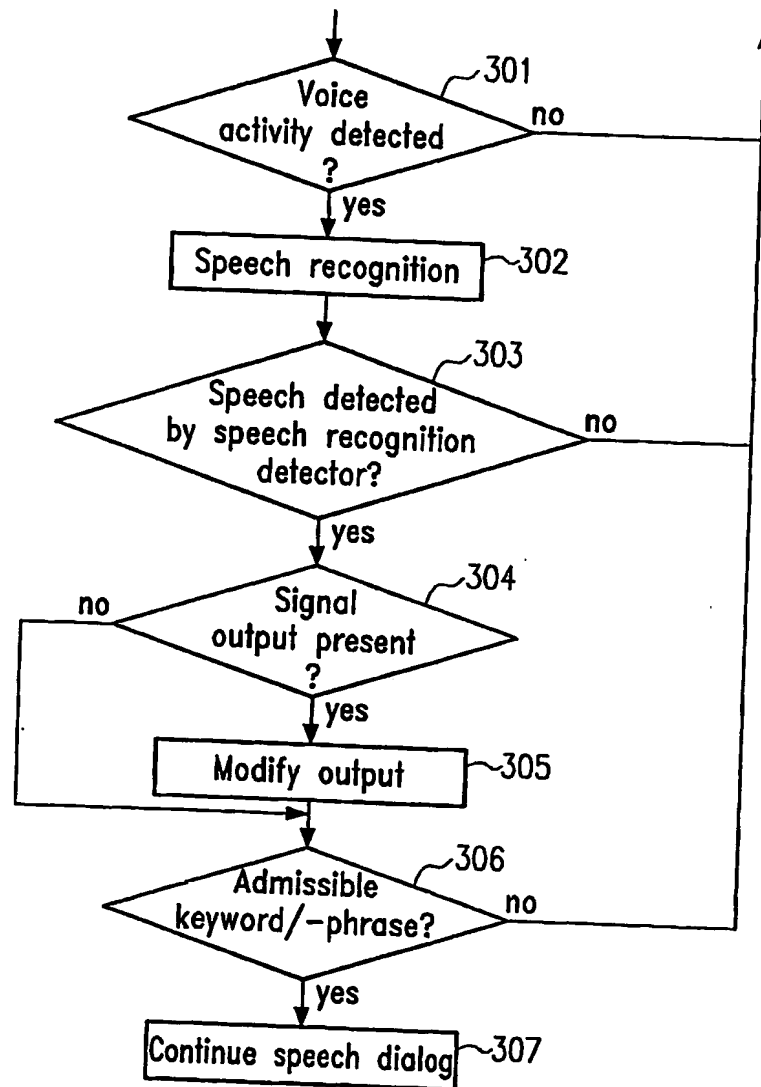 301
Voice
activity detected
?
no
yes
Speech recognition
302
303
Speech detected
by speech recognition
detector?
no
yes
304
Signal
output present
?
no
yes
Modify output
305
306
Admissible
keyword/-phrase?
no
yes
Continue speech dialog
307